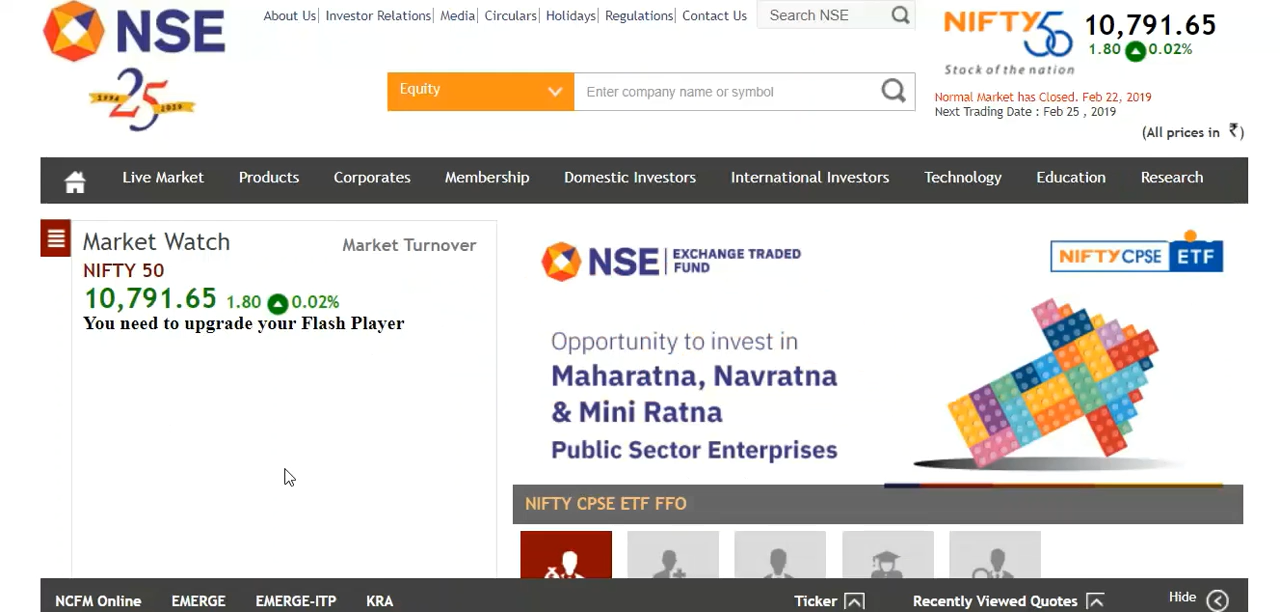 NSE
1994 25 2019
About Us| Investor Relations| Media| Circulars| Holidays| Regulations| Contact Us
Search NSE
Equity
Enter company name or symbol
NIFTY50
Stock of the nation
10,791.65
1.80 0.02%
Normal Market has Closed. Feb 22, 2019
Next Trading Date : Feb 25 , 2019
(All prices in ₹)
Live Market Products Corporates Membership Domestic Investors International Investors Technology Education Research
Market Watch Market Turnover
NIFTY 50
10,791.65 1.80 0.02%
You need to upgrade your Flash Player
NSE | EXCHANGE TRADED
FUND
NIFTYCPSE ETF
Opportunity to invest in
Maharatna, Navratna
& Mini Ratna
Public Sector Enterprises
NIFTY CPSE ETF FFO
NCFM Online EMERGE EMERGE-ITP KRA Ticker Recently Viewed Quotes Hide